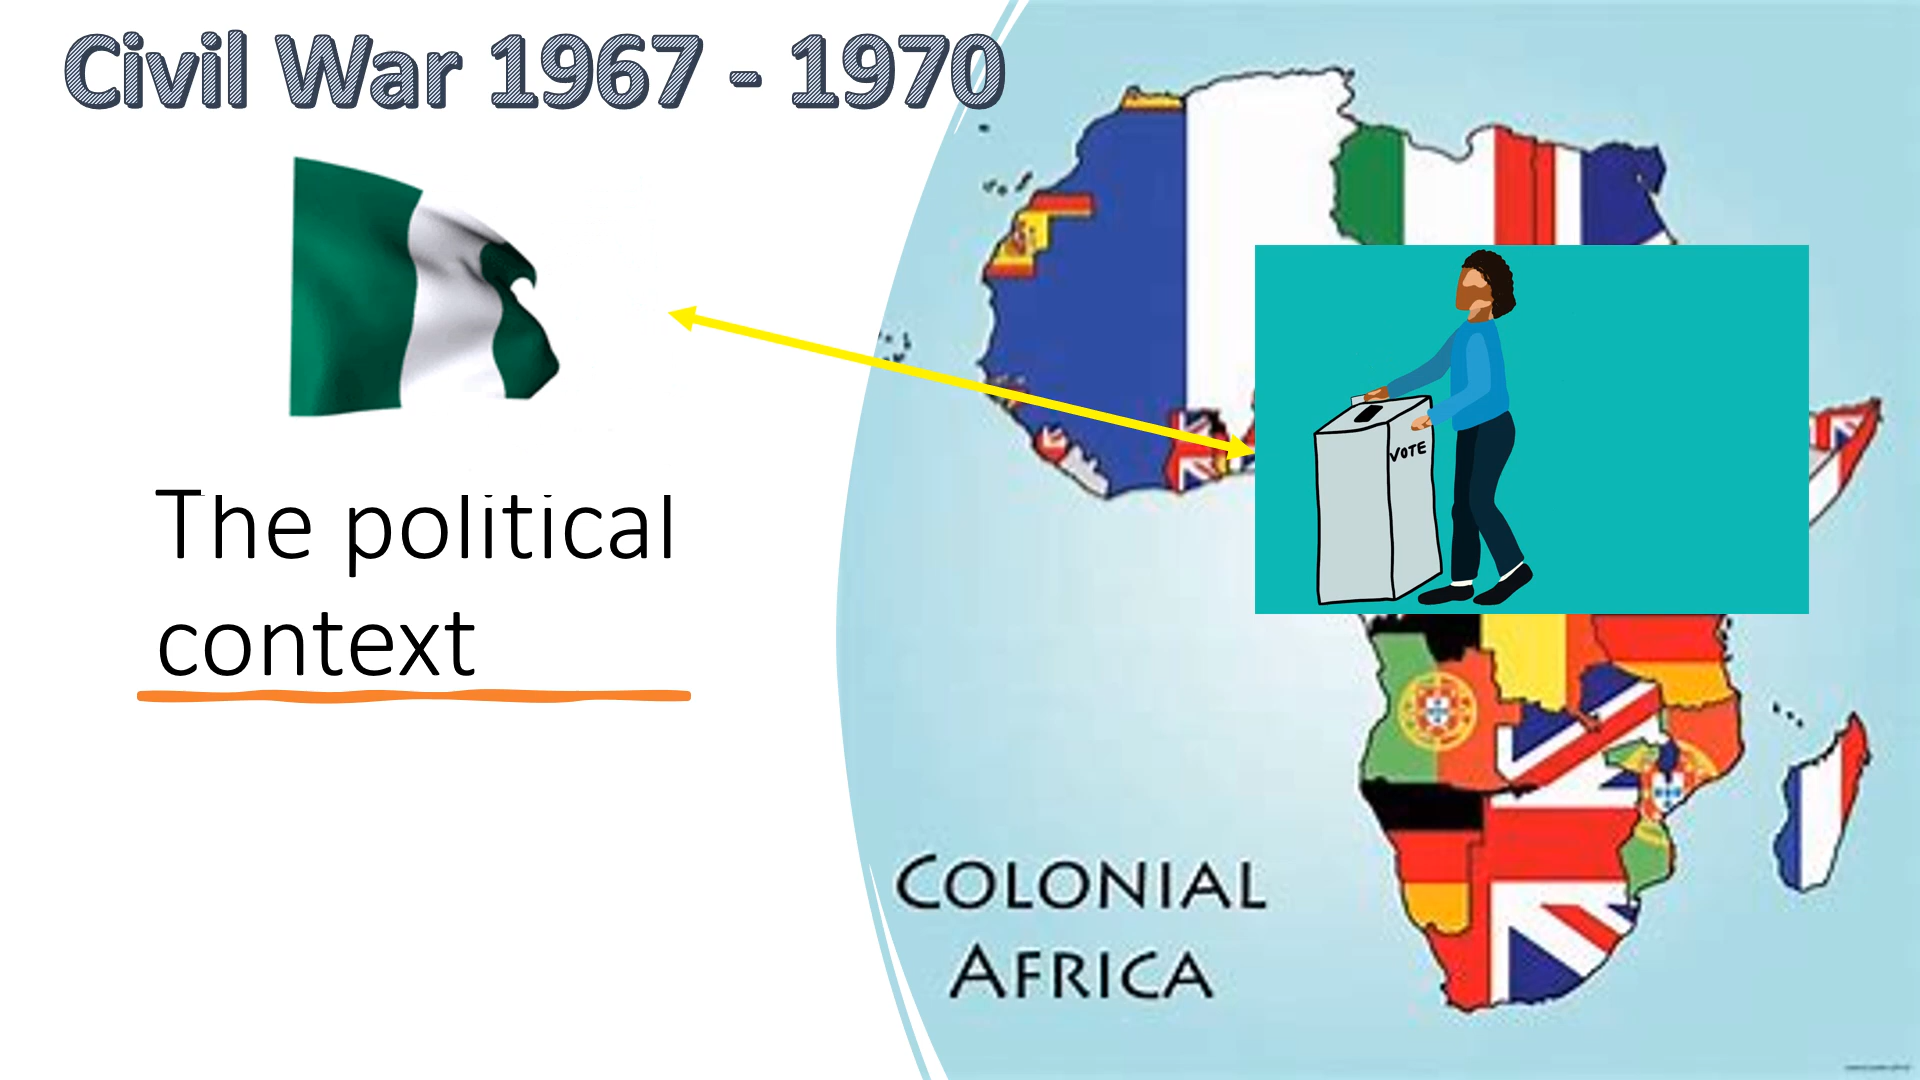 Civil War 1967 - 1970
The political
context
VOTE
COLONIAL
AFRICA